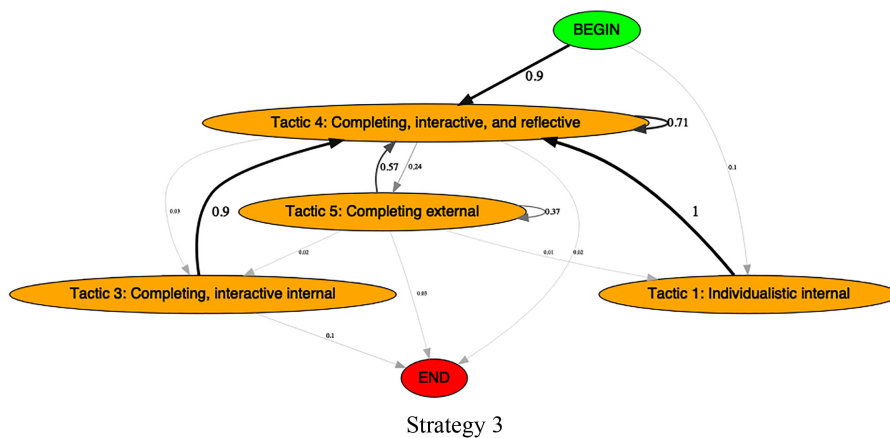 BEGIN
0.9
Tactic 4: Completing, interactive, and reflective
0.71
0.1
0.57
0.24
Tactic 5: Completing external
0.37
0.03
0.9
1
0.02
0.01
0.02
Tactic 3: Completing, interactive internal
Tactic 1: Individualistic internal
0.1
END
Strategy 3